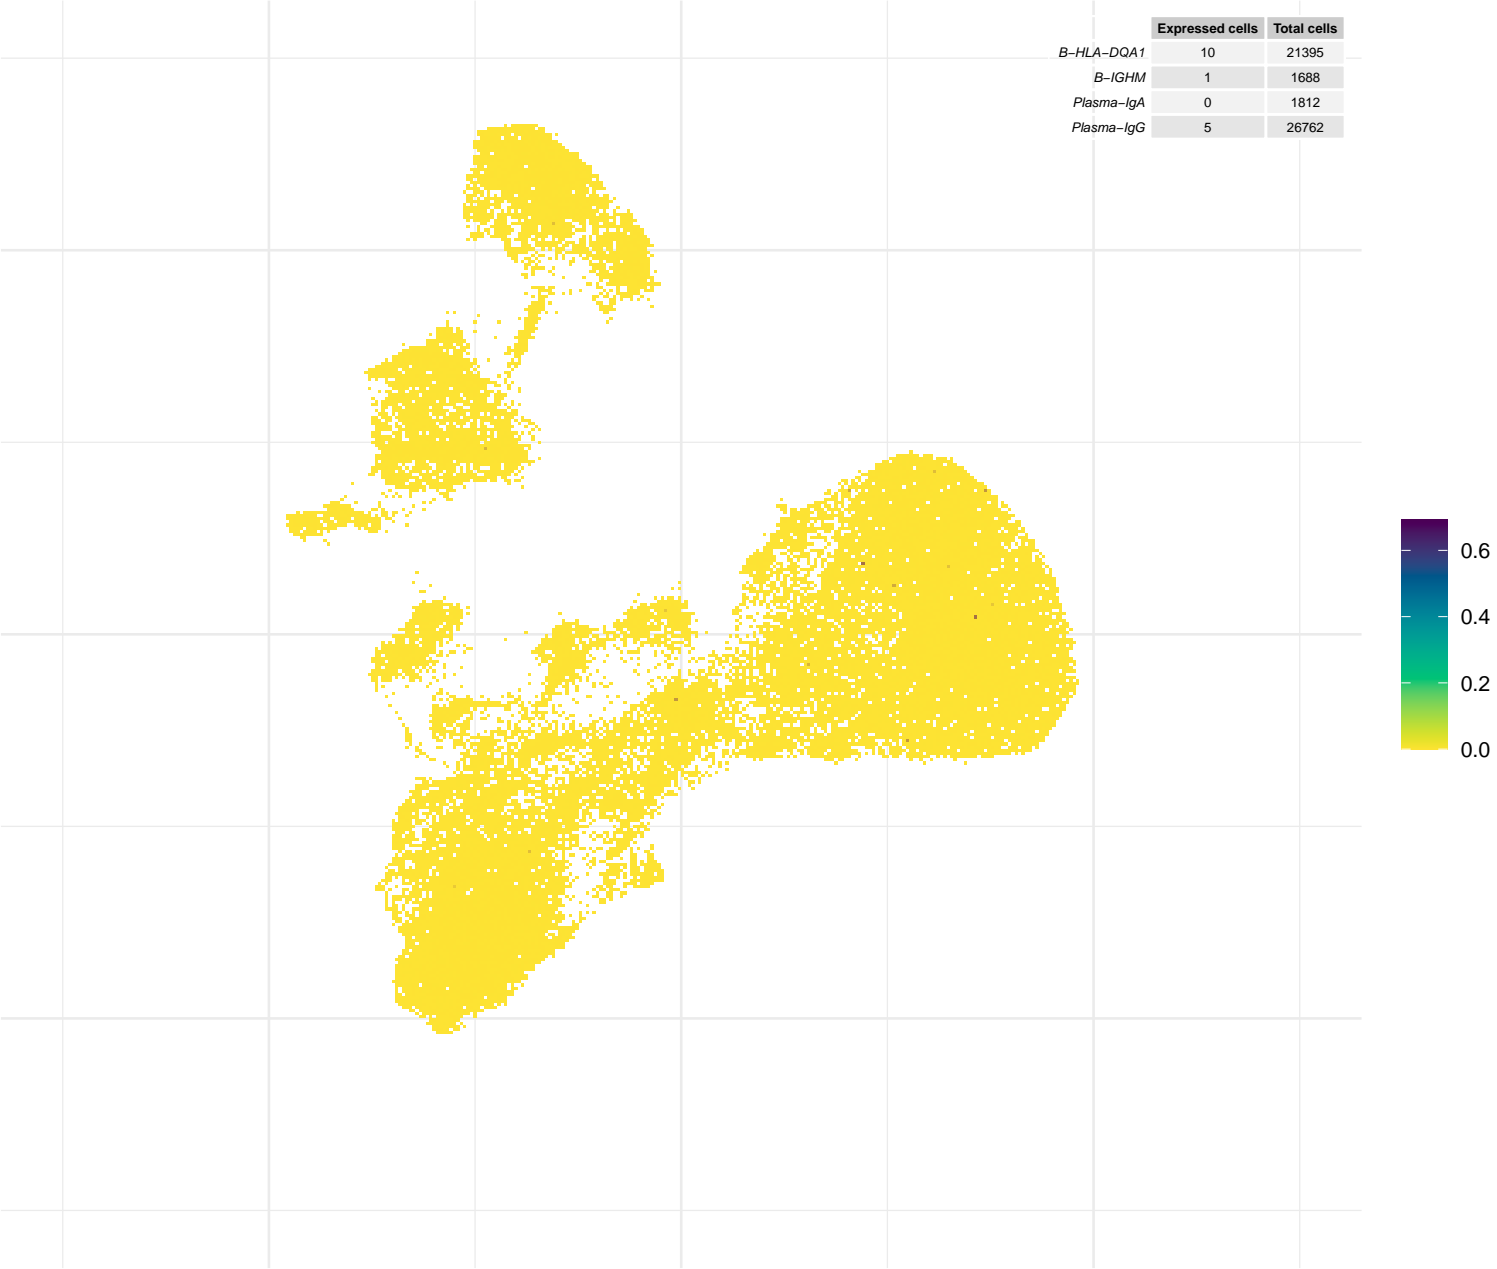 Expressed cells Total cells
B−HLA−DQA1 10 21395
B−IGHM 1 1688
Plasma−IgA 0 1812
Plasma−IgG 5 26762
0.6
0.4
0.2
0.0